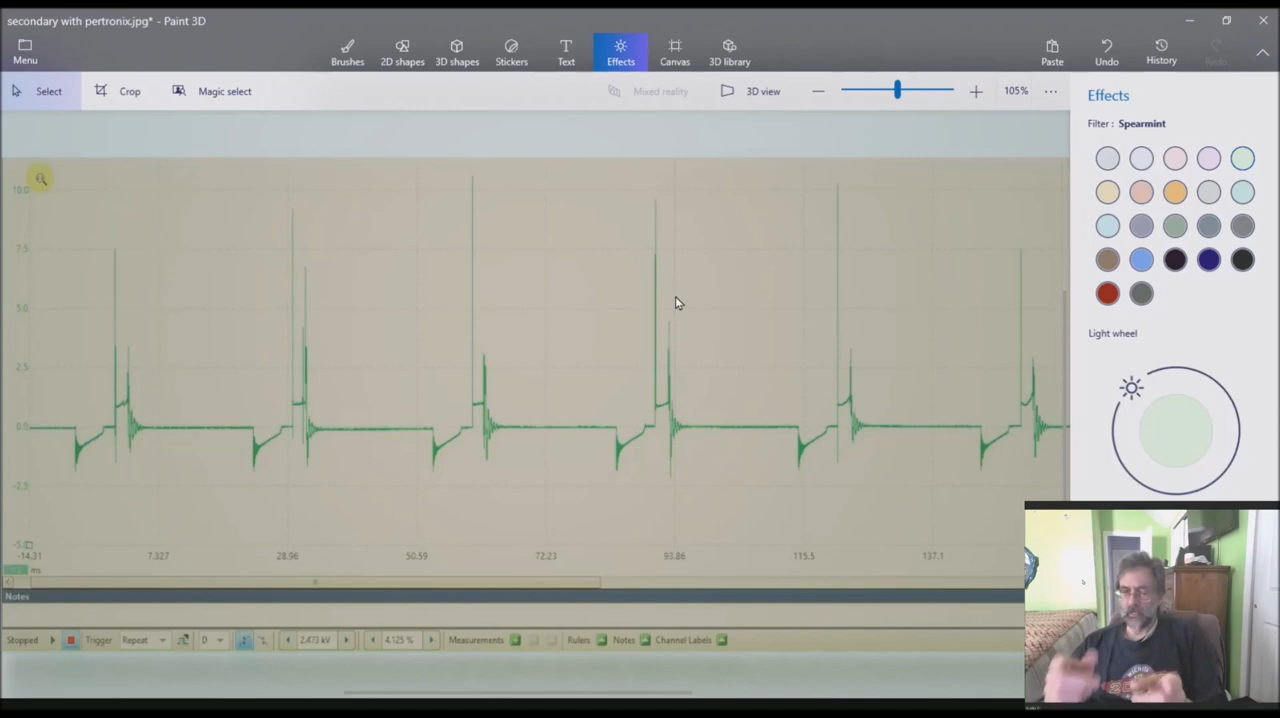 secondary with pertronix.jpg* - Paint 3D
Menu
Brushes 2D shapes 3D shapes Stickers Text Effects Canvas 3D library
Paste Undo History Redo
Select Crop Magic select Mixed reality 3D view 105%
Effects
Filter : Spearmint
10.0
7.5
5.0
2.5
0.0
-2.5
-5.0
-14.31 7.327 28.96 50.59 72.23 93.86 115.5 137.1
ms
Light wheel
Notes
Stopped Trigger Repeat D 2.473 kV 4.125 % Measurements Rulers Notes Channel Labels